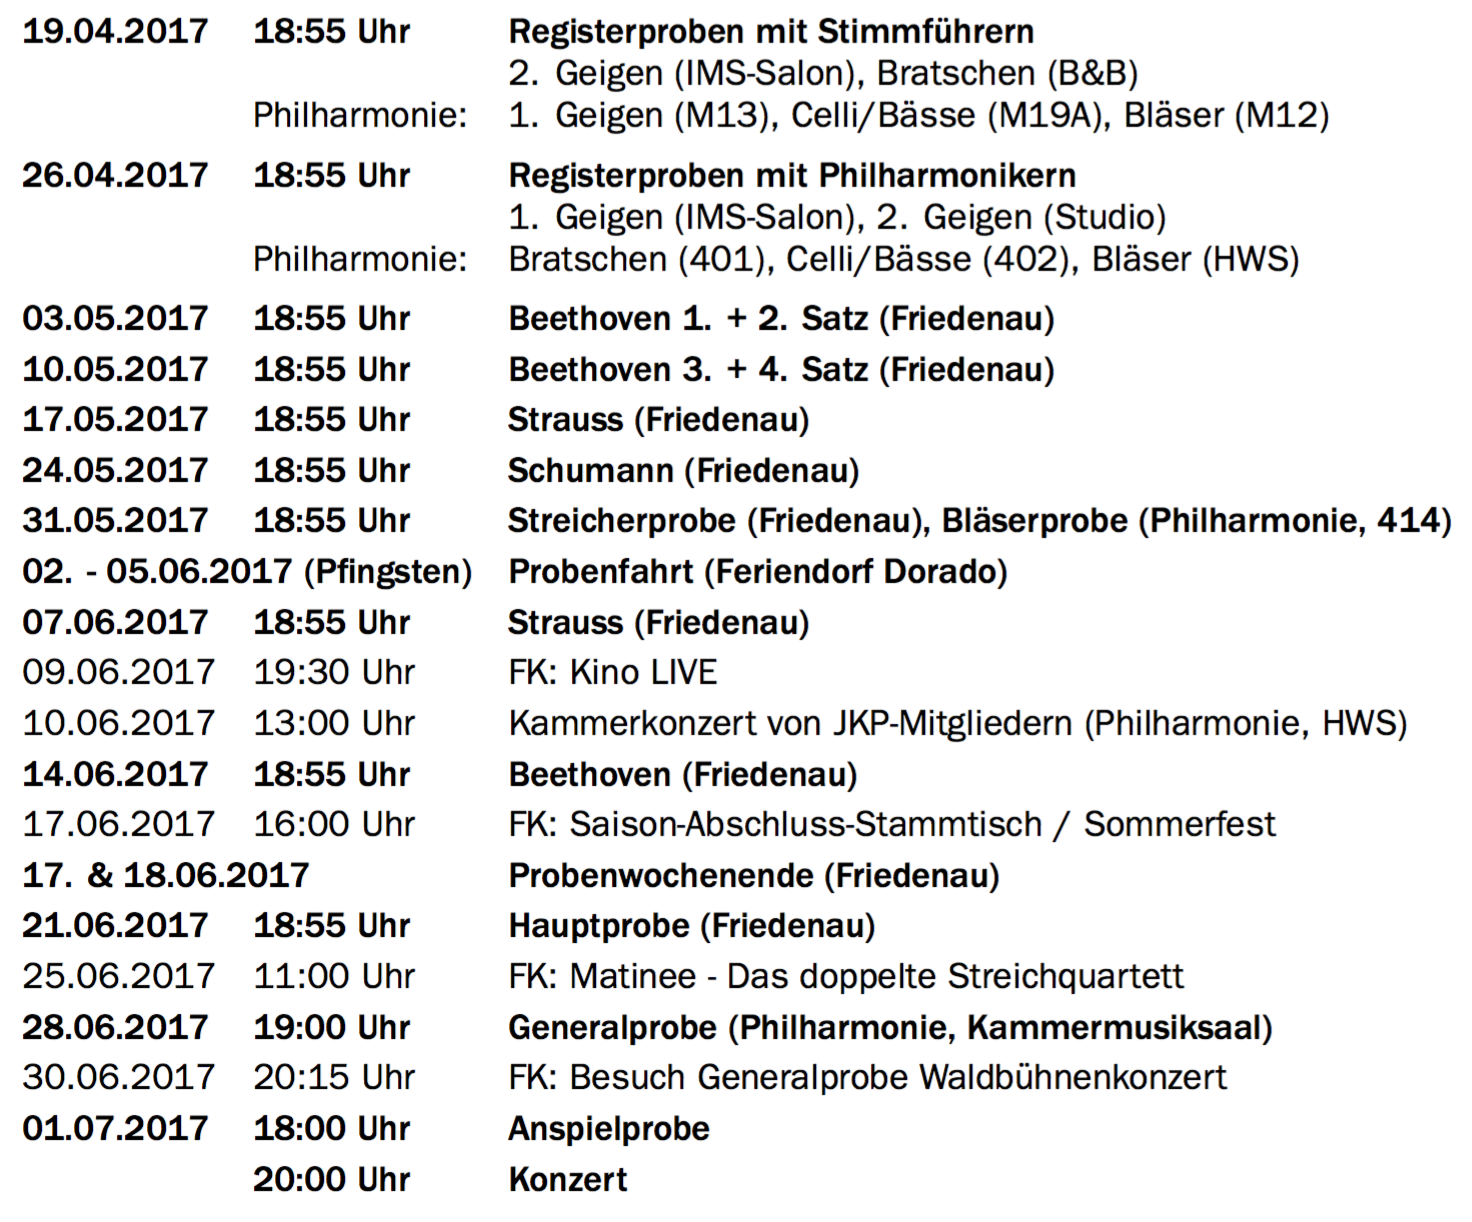 19.04.2017 18:55 Uhr Registerproben mit Stimmführern
2. Geigen (IMS-Salon), Bratschen (B&B)
Philharmonie: 1. Geigen (M13), Celli/Bässe (M19A), Bläser (M12)
26.04.2017 18:55 Uhr Registerproben mit Philharmonikern
1. Geigen (IMS-Salon), 2. Geigen (Studio)
Philharmonie: Bratschen (401), Celli/Bässe (402), Bläser (HWS)
03.05.2017 18:55 Uhr Beethoven 1. + 2. Satz (Friedenau)
10.05.2017 18:55 Uhr Beethoven 3. + 4. Satz (Friedenau)
17.05.2017 18:55 Uhr Strauss (Friedenau)
24.05.2017 18:55 Uhr Schumann (Friedenau)
31.05.2017 18:55 Uhr Streicherprobe (Friedenau), Bläserprobe (Philharmonie, 414)
02. - 05.06.2017 (Pfingsten) Probenfahrt (Feriendorf Dorado)
07.06.2017 18:55 Uhr Strauss (Friedenau)
09.06.2017 19:30 Uhr FK: Kino LIVE
10.06.2017 13:00 Uhr Kammerkonzert von JKP-Mitgliedern (Philharmonie, HWS)
14.06.2017 18:55 Uhr Beethoven (Friedenau)
17.06.2017 16:00 Uhr FK: Saison-Abschluss-Stammtisch / Sommerfest
17. & 18.06.2017 Probenwochenende (Friedenau)
21.06.2017 18:55 Uhr Hauptprobe (Friedenau)
25.06.2017 11:00 Uhr FK: Matinee - Das doppelte Streichquartett
28.06.2017 19:00 Uhr Generalprobe (Philharmonie, Kammermusiksaal)
30.06.2017 20:15 Uhr FK: Besuch Generalprobe Waldbühnenkonzert
01.07.2017 18:00 Uhr Anspielprobe
20:00 Uhr Konzert